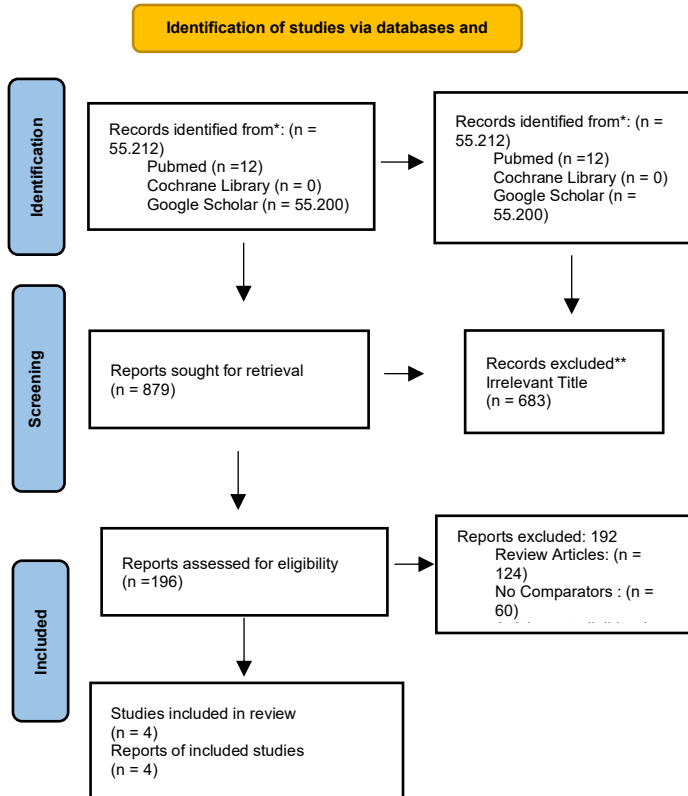 Identification of studies via databases and
Identification
Records identified from*: (n =
55.212)
Pubmed (n =12)
Cochrane Library (n = 0)
Google Scholar (n = 55.200)
Records identified from*: (n =
55.212)
Pubmed (n =12)
Cochrane Library (n = 0)
Google Scholar (n =
55.200)
Screening
Reports sought for retrieval
(n = 879)
Records excluded**
Irrelevant Title
(n = 683)
Included
Reports assessed for eligibility
(n =196)
Reports excluded: 192
Review Articles: (n =
124)
No Comparators : (n =
60)
Studies included in review
(n = 4)
Reports of included studies
(n = 4)